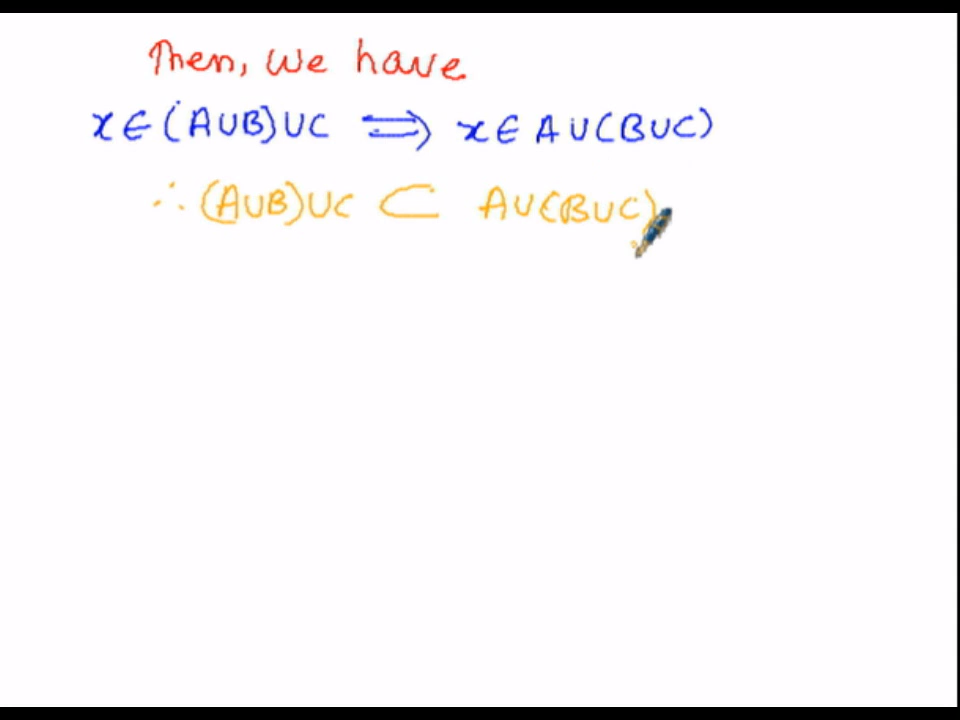 Then, we have
x∈(A∪B)∪C ⟹ x∈A∪(B∪C)
∴ (A∪B)∪C ⊂ A∪(B∪C)